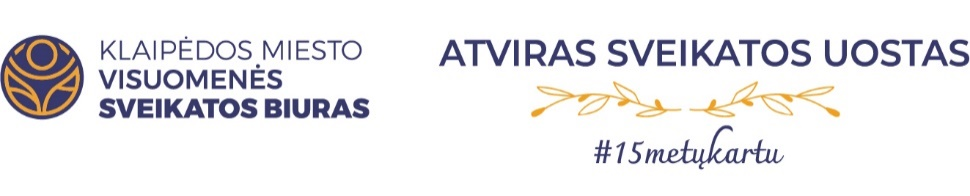 KLAIPĖDOS MIESTO
VISUOMENĖS
SVEIKATOS BIURAS
ATVIRAS SVEIKATOS UOSTAS
#15metųkartu